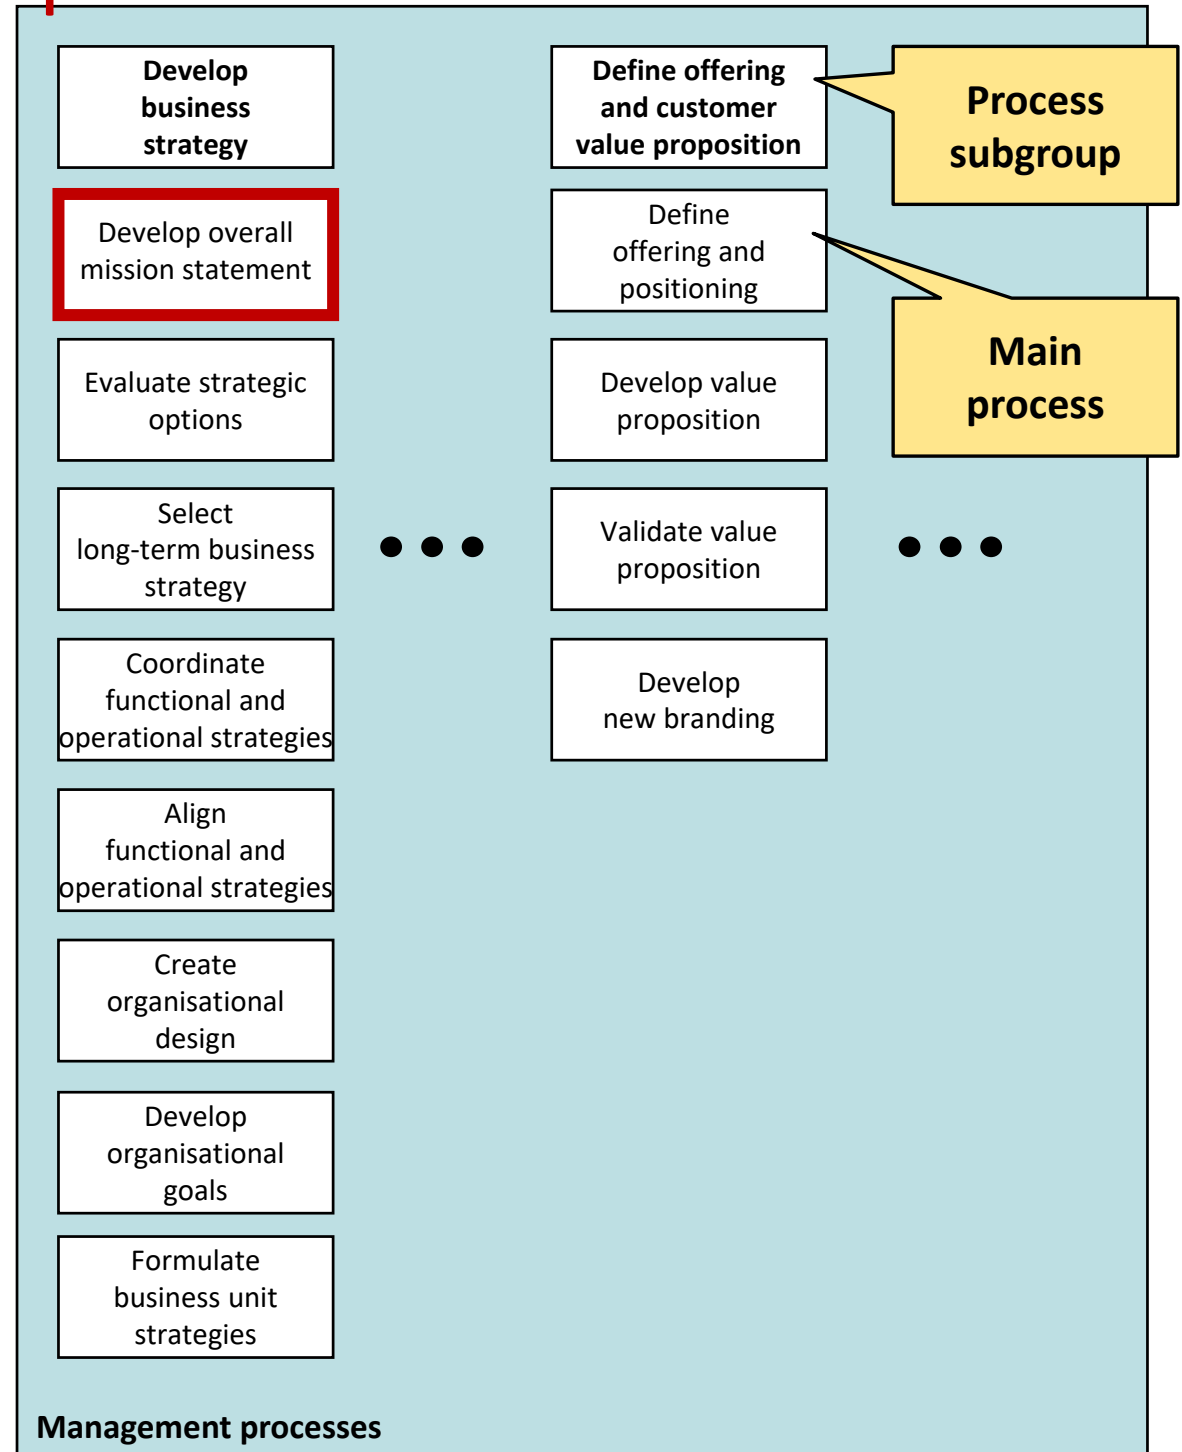 Develop
business
strategy
Develop overall
mission statement
Evaluate strategic
options
Select
long-term business
strategy
Coordinate
functional and
operational strategies
Align
functional and
operational strategies
Create
organisational
design
Develop
organisational
goals
Formulate
business unit
strategies
Define offering
and customer
value proposition
Define
offering and
positioning
Develop value
proposition
Validate value
proposition
Develop
new branding
Process
subgroup
Main
process
Management processes